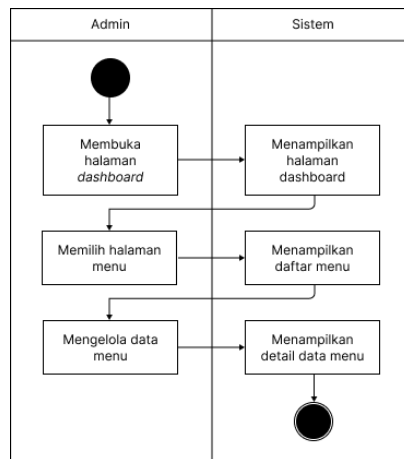 Admin
Sistem
Membuka
halaman
dashboard
Menampilkan
halaman
dashboard
Memilih halaman
menu
Menampilkan
daftar menu
Mengelola data
menu
Menampilkan
detail data menu